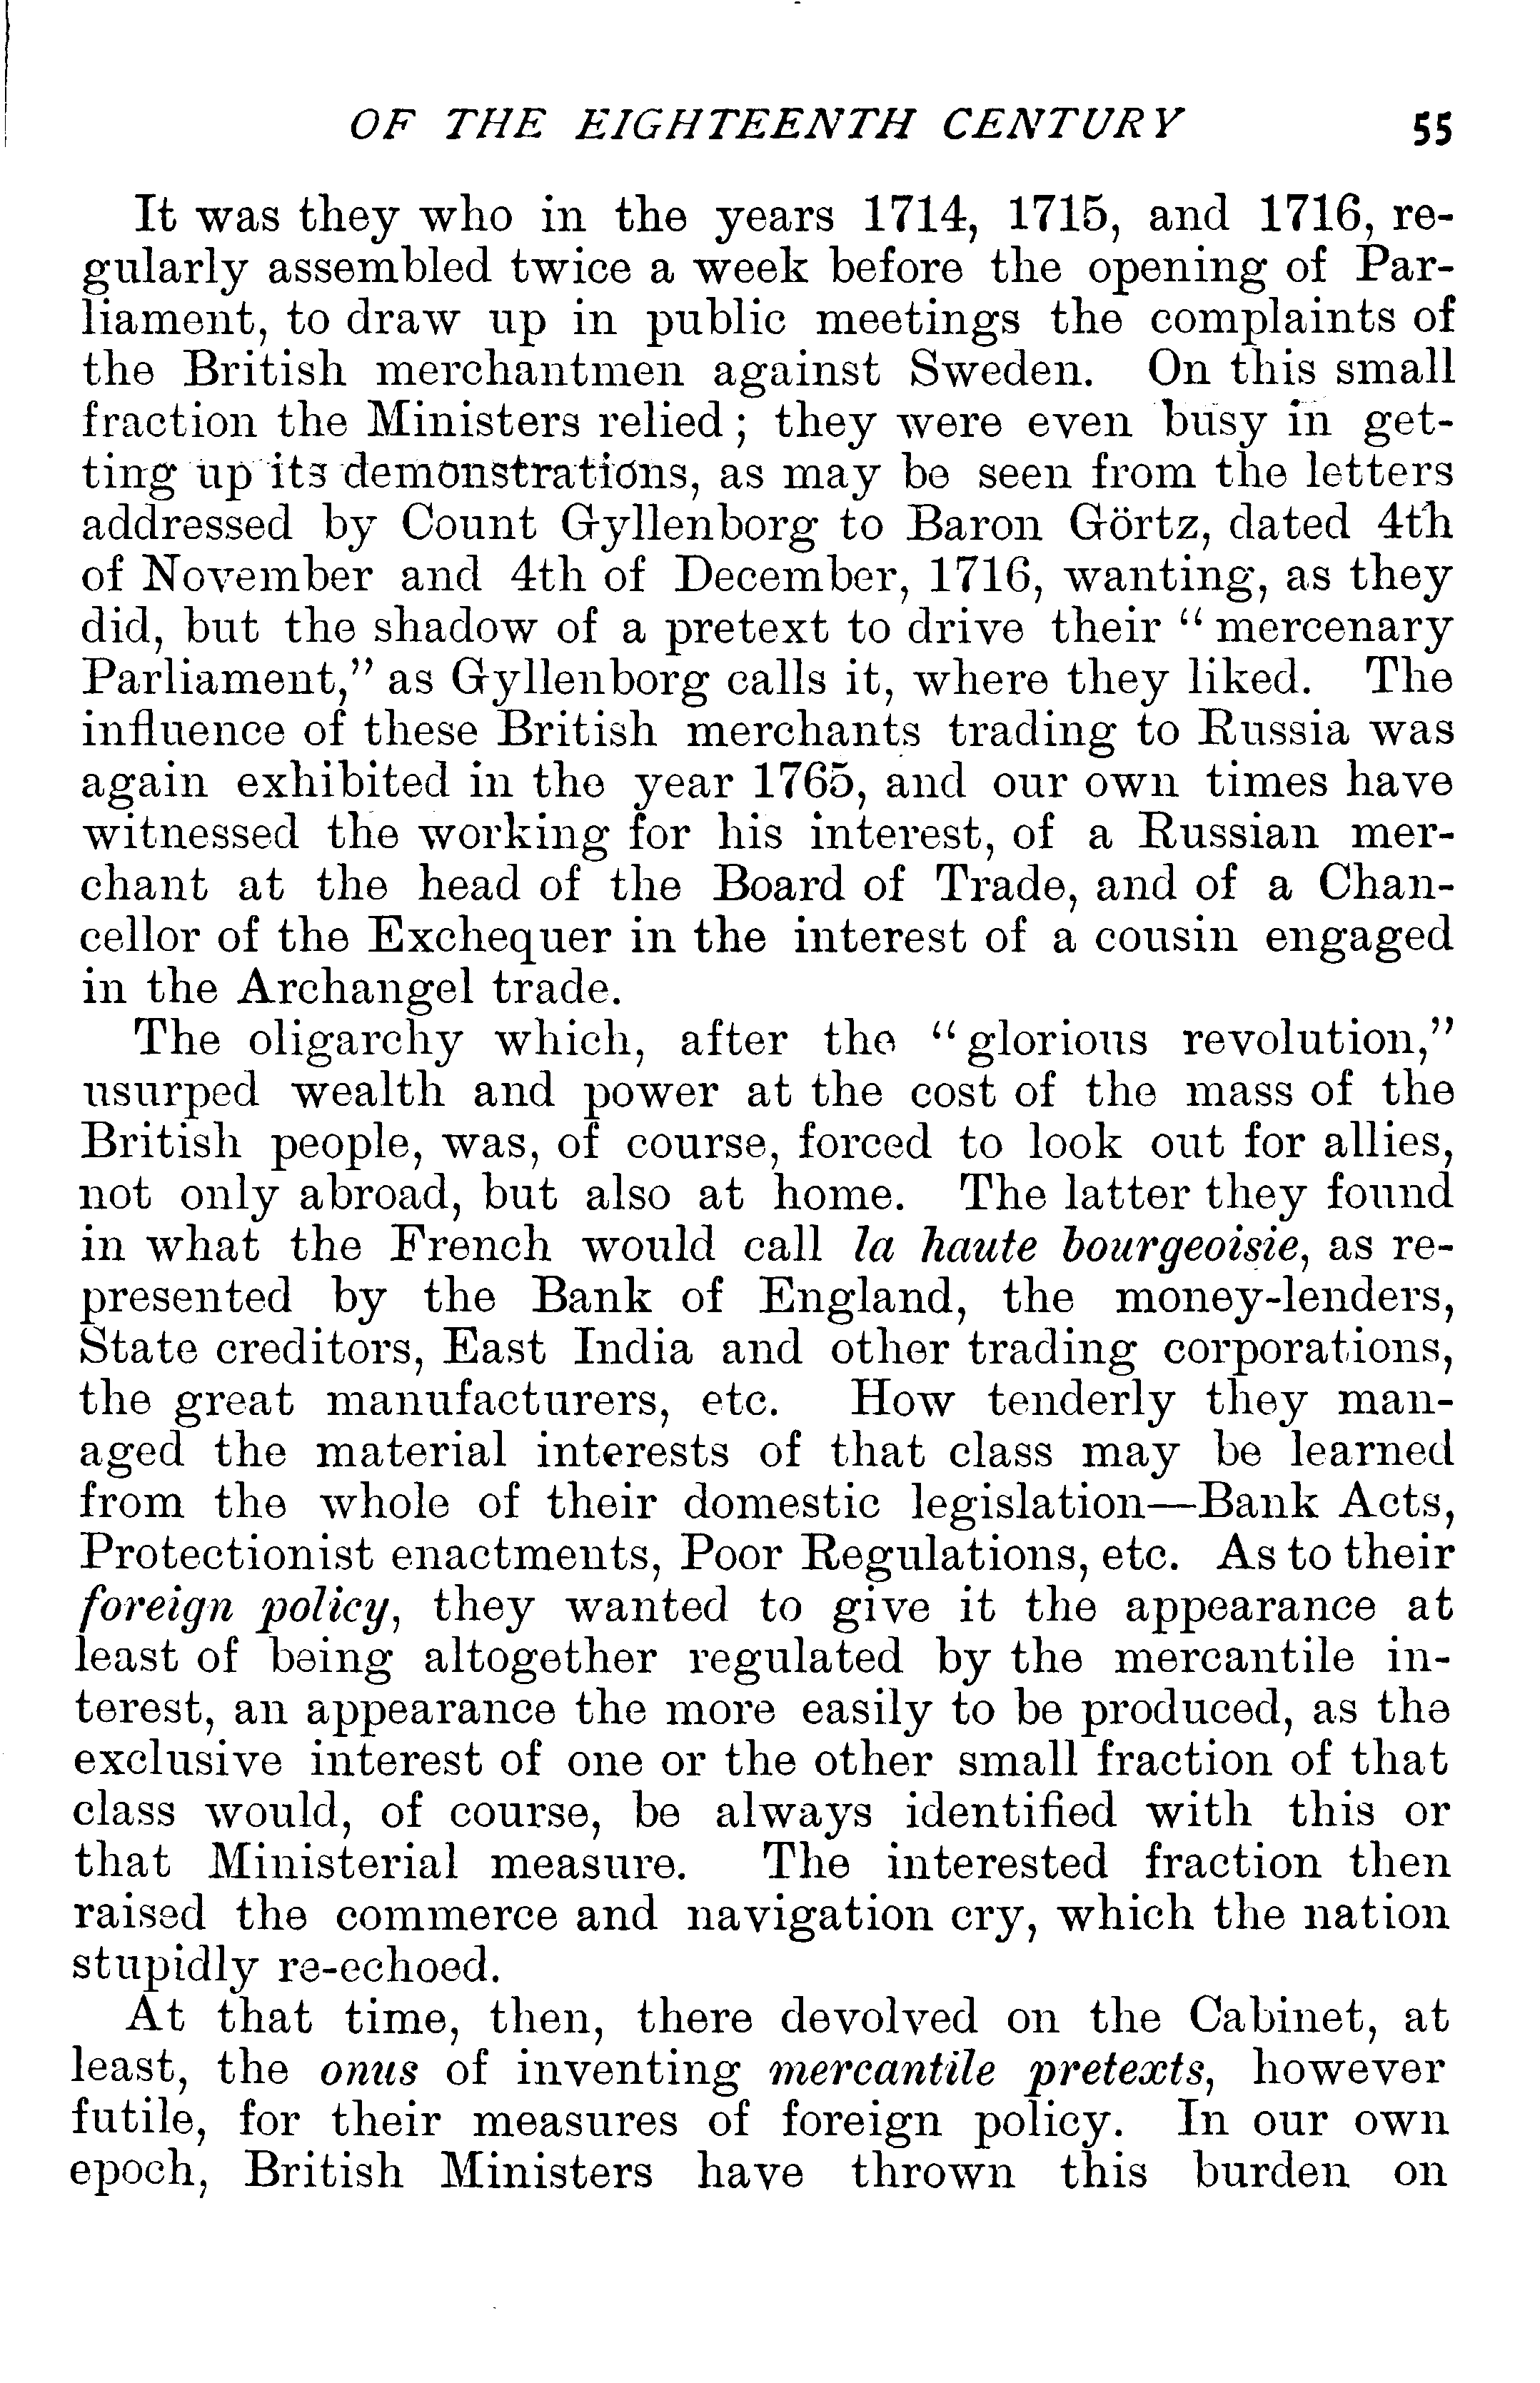 OF THE EIGHTEENTH CENTURY 55
It was they who in the years 1714, 1715, and 1716, re-
gularly assembled twice a week before the opening of Par-
liament, to draw up in public meetings the complaints of
the British merchantmen against Sweden. On this small
fraction the Ministers relied; they were even busy in get-
ting up its demonstrations, as may be seen from the letters
addressed by Count Gyllenborg to Baron Görtz, dated 4th
of November and 4th of December, 1716, wanting, as they
did, but the shadow of a pretext to drive their “mercenary
Parliament,” as Gyllenborg calls it, where they liked. The
influence of these British merchants trading to Russia was
again exhibited in the year 1765, and our own times have
witnessed the working for his interest, of a Russian mer-
chant at the head of the Board of Trade, and of a Chan-
cellor of the Exchequer in the interest of a cousin engaged
in the Archangel trade.
The oligarchy which, after the “glorious revolution,”
usurped wealth and power at the cost of the mass of the
British people, was, of course, forced to look out for allies,
not only abroad, but also at home. The latter they found
in what the French would call la haute bourgeoisie, as re-
presented by the Bank of England, the money-lenders,
State creditors, East India and other trading corporations,
the great manufacturers, etc. How tenderly they man-
aged the material interests of that class may be learned
from the whole of their domestic legislation—Bank Acts,
Protectionist enactments, Poor Regulations, etc. As to their
foreign policy, they wanted to give it the appearance at
least of being altogether regulated by the mercantile in-
terest, an appearance the more easily to be produced, as the
exclusive interest of one or the other small fraction of that
class would, of course, be always identified with this or
that Ministerial measure. The interested fraction then
raised the commerce and navigation cry, which the nation
stupidly re-echoed.
At that time, then, there devolved on the Cabinet, at
least, the onus of inventing mercantile pretexts, however
futile, for their measures of foreign policy. In our own
epoch, British Ministers have thrown this burden on